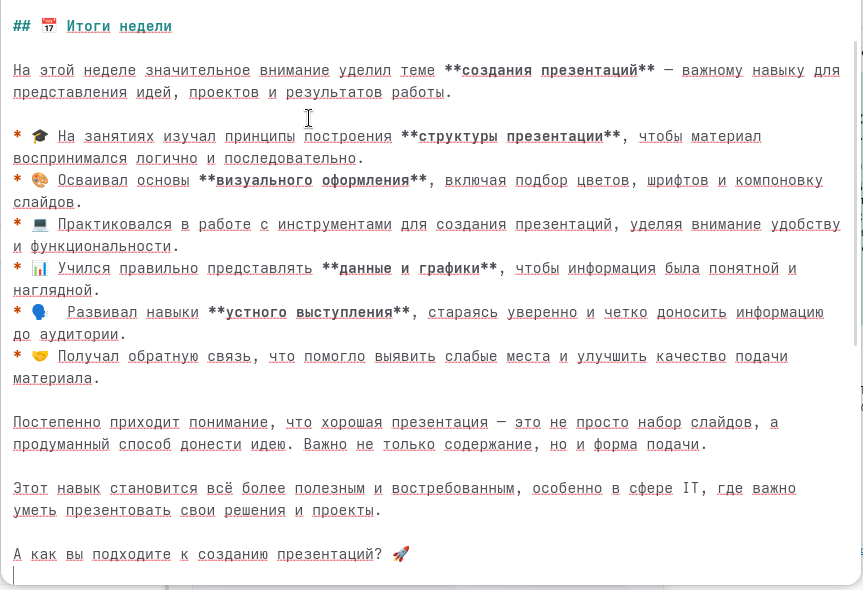 ## 📅 Итоги недели
На этой неделе значительное внимание уделил теме **создания презентаций** — важному навыку для
представления идей, проектов и результатов работы.
* 🎓 На занятиях изучал принципы построения **структуры презентации**, чтобы материал
воспринимался логично и последовательно.
* 🎨 Осваивал основы **визуального оформления**, включая подбор цветов, шрифтов и компоновку
слайдов.
* 💻 Практиковался в работе с инструментами для создания презентаций, уделяя внимание удобству
и функциональности.
* 📊 Учился правильно представлять **данные и графики**, чтобы информация была понятной и
наглядной.
* 🗣️ Развивал навыки **устного выступления**, стараясь уверенно и четко доносить информацию
до аудитории.
* 🤝 Получал обратную связь, что помогло выявить слабые места и улучшить качество подачи
материала.
Постепенно приходит понимание, что хорошая презентация — это не просто набор слайдов, а
продуманный способ донести идею. Важно не только содержание, но и форма подачи.
Этот навык становится всё более полезным и востребованным, особенно в сфере IT, где важно
уметь презентовать свои решения и проекты.
А как вы подходите к созданию презентаций? 🚀